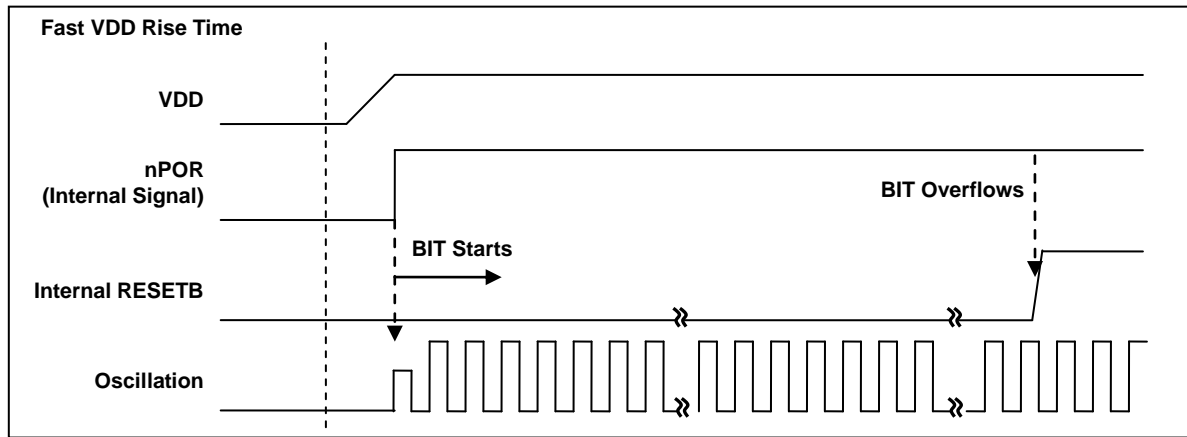 Fast VDD Rise Time
VDD
nPOR
(Internal Signal)
BIT Overflows
BIT Starts
Internal RESETB
Oscillation